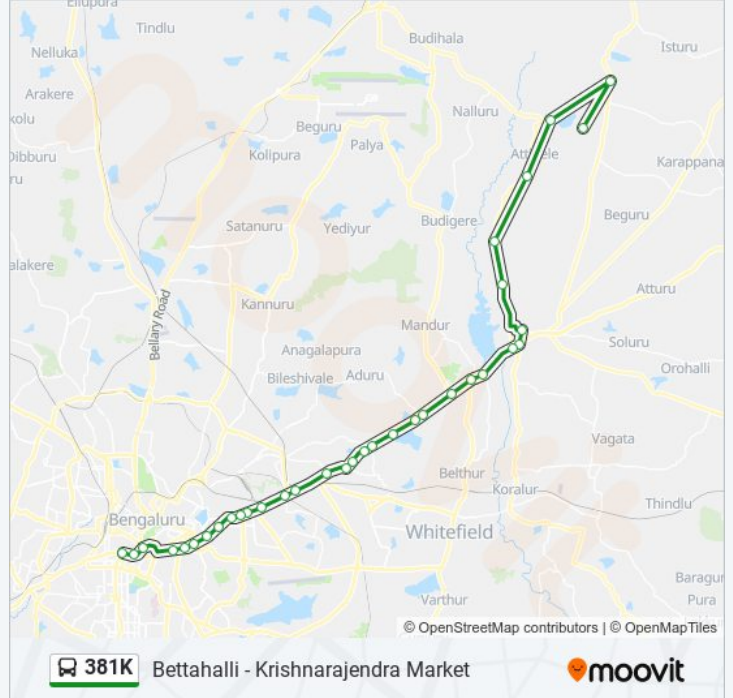 Ellupura
Tindlu
Budihala
Isturu
Nelluka
Arakere
Nalluru
kolu
Beguru
Palya
Attibele
Dibburu
Kolipura
Karappana
ru
Beguru
Satanuru
Yediyur
Budigere
alakere
Atturu
Kannuru
Bellary Road
Mandur
Soluru
Anagalapura
Orohalli
Bileshivale
Aduru
Vagata
Belthur
Koralur
Thindlu
Bengaluru
Whitefield
Baragur
Pura
Varthur
© OpenStreetMap contributors | © OpenMapTiles
381K Bettahalli - Krishnarajendra Market
moovit